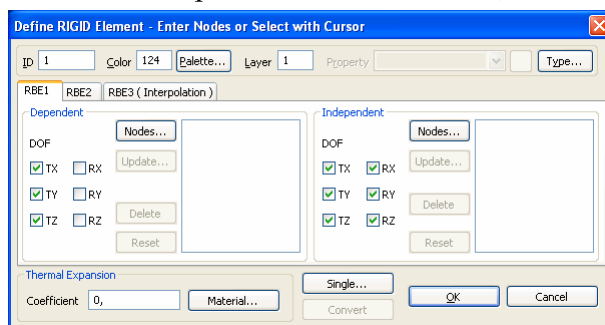 Define RIGID Element - Enter Nodes or Select with Cursor
ID 1 Color 124 Palette... Layer 1 Property Type...
RBE1 RBE2 RBE3 ( Interpolation )
Dependent Independent
Nodes... Nodes...
DOF DOF
TX RX Update... TX RX Update...
TY RY TY RY
Delete Delete
TZ RZ TZ RZ
Reset Reset
Thermal Expansion
Single...
Coefficient 0, Material... OK Cancel
Convert